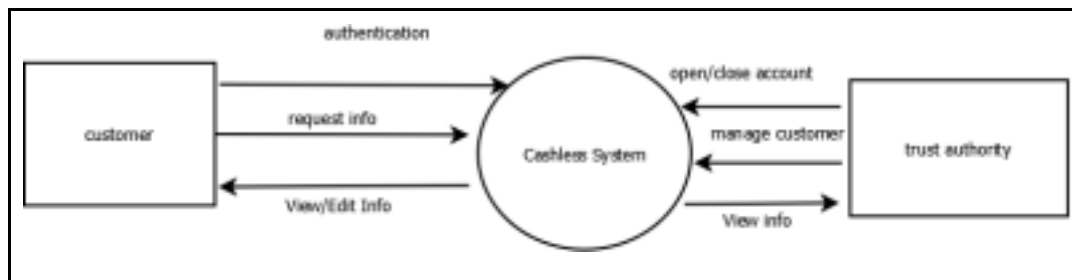 authentication
open/close account
customer
request info
Cashless System
manage customer
trust authority
View/Edit Info
View info